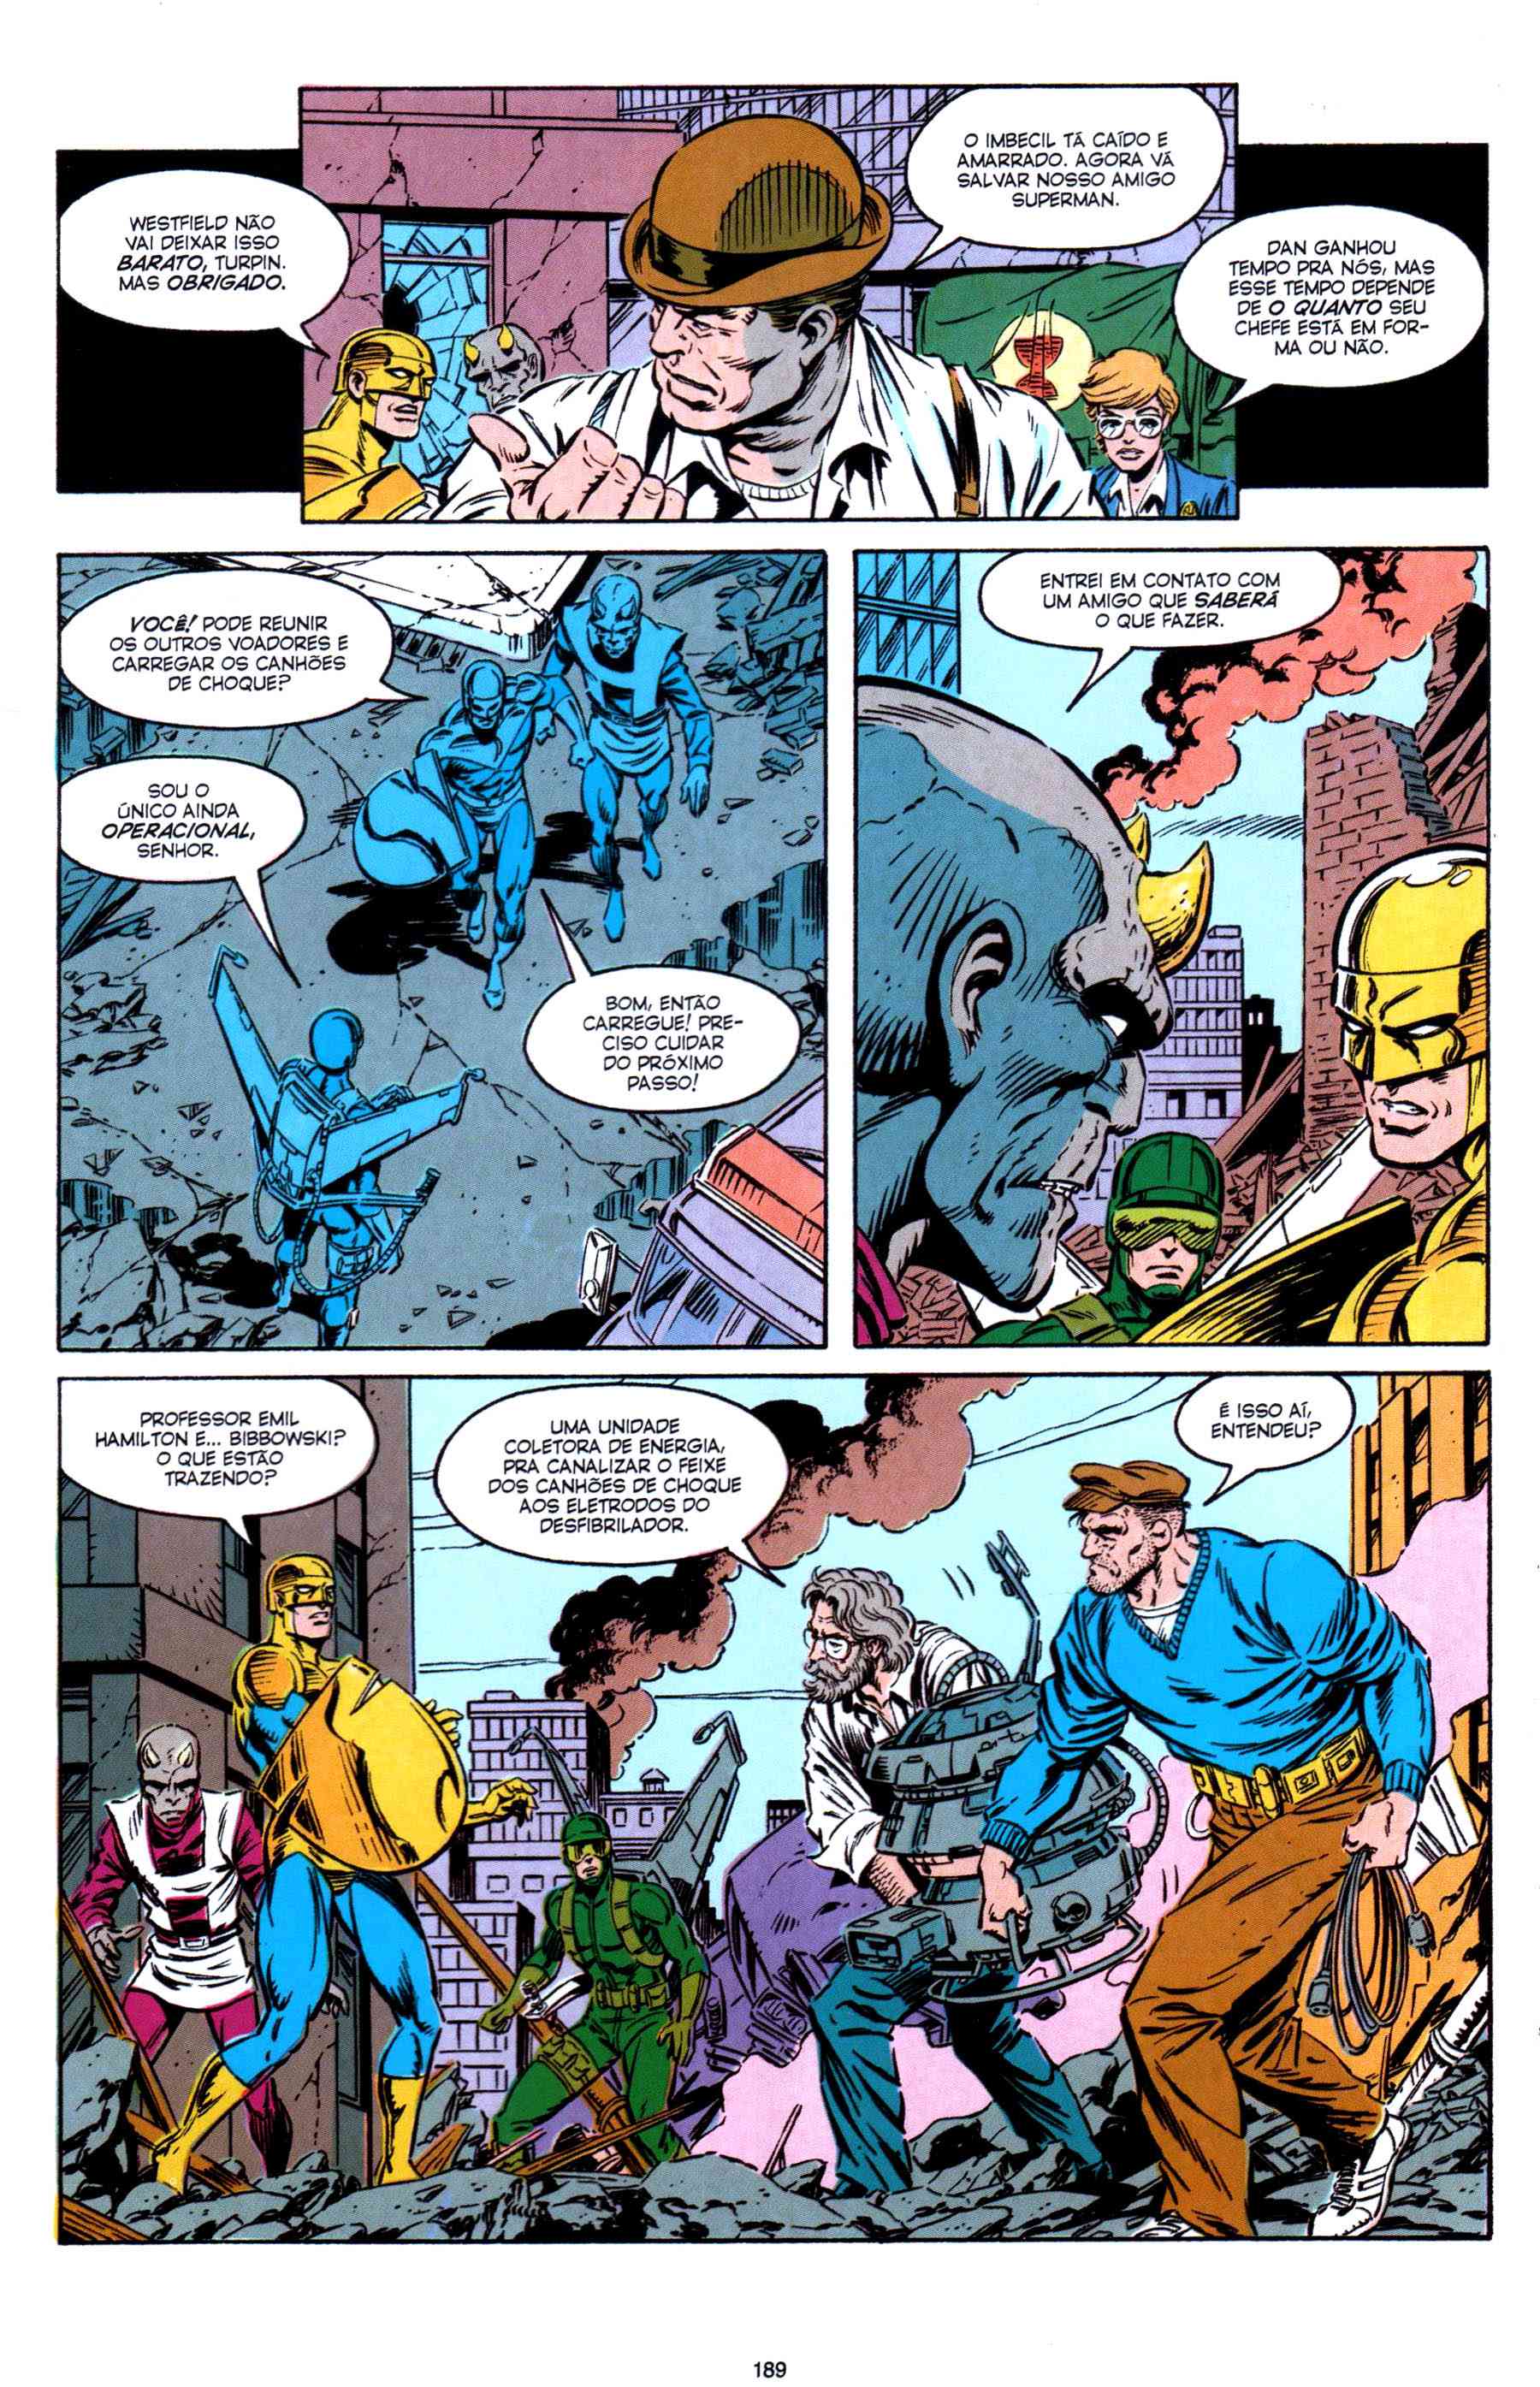 WESTFIELD NÃO
VAI DEIXAR ISSO
BARATO, TURPIN.
MAS OBRIGADO.
O IMBECIL TÁ CAÍDO E
AMARRADO. AGORA VÁ
SALVAR NOSSO AMIGO
SUPERMAN.
DAN GANHOU
TEMPO PRA NÓS, MAS
ESSE TEMPO DEPENDE
DE O QUANTO SEU
CHEFE ESTÁ EM FOR-
MA OU NÃO.
VOCÊ! PODE REUNIR
OS OUTROS VOADORES E
CARREGAR OS CANHÕES
DE CHOQUE?
SOU O
ÚNICO AINDA
OPERACIONAL,
SENHOR.
BOM, ENTÃO
CARREGUE! PRE-
CISO CUIDAR
DO PRÓXIMO
PASSO!
ENTREI EM CONTATO COM
UM AMIGO QUE SABERÁ
O QUE FAZER.
PROFESSOR EMIL
HAMILTON E... BIBBOWSKI?
O QUE ESTÃO
TRAZENDO?
UMA UNIDADE
COLETORA DE ENERGIA,
PRA CANALIZAR O FEIXE
DOS CANHÕES DE CHOQUE
AOS ELETRODOS DO
DESFIBRILADOR.
É ISSO AÍ,
ENTENDEU?
189